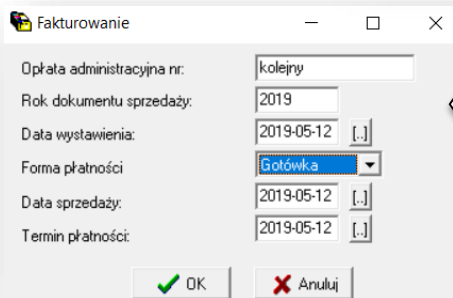 Fakturowanie
Opłata administracyjna nr: kolejny
Rok dokumentu sprzedaży: 2019
Data wystawienia: 2019-05-12 [..]
Forma płatności Gotówka
Data sprzedaży: 2019-05-12 [..]
Termin płatności: 2019-05-12 [..]
OK Anuluj